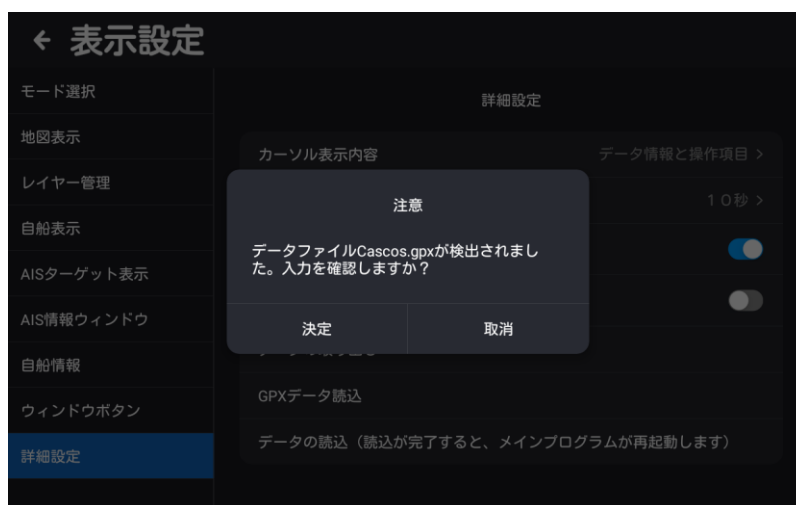 表示設定
モード選択
地図表示
レイヤー管理
自船表示
AISターゲット表示
AIS情報ウィンドウ
自船情報
ウィンドウボタン
詳細設定
詳細設定
カーソル表示内容
データ情報と操作項目 >
10秒 >
注意
データファイルCascos.gpxが検出されまし
た。入力を確認しますか？
決定
取消
GPXデータ読込
データの読込（読込が完了すると、メインプログラムが再起動します）